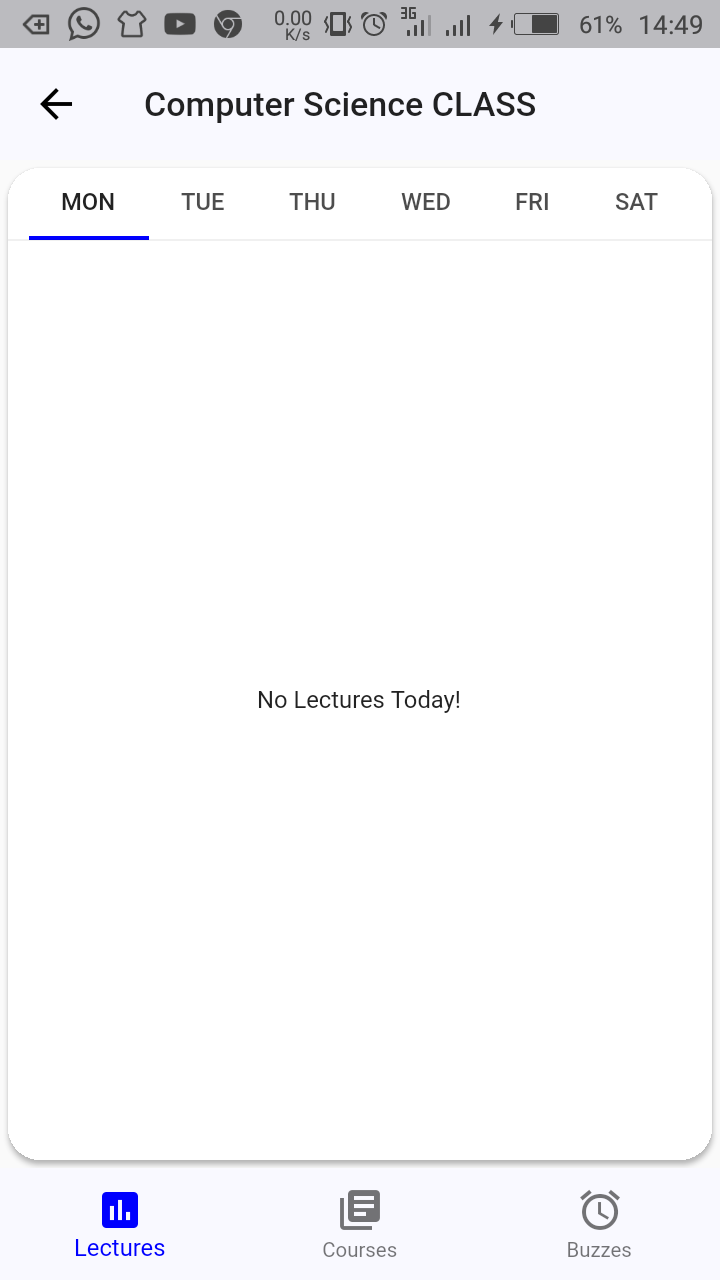 0.00 K/s 3G 61% 14:49
Computer Science CLASS
MON TUE THU WED FRI SAT
No Lectures Today!
Lectures Courses Buzzes